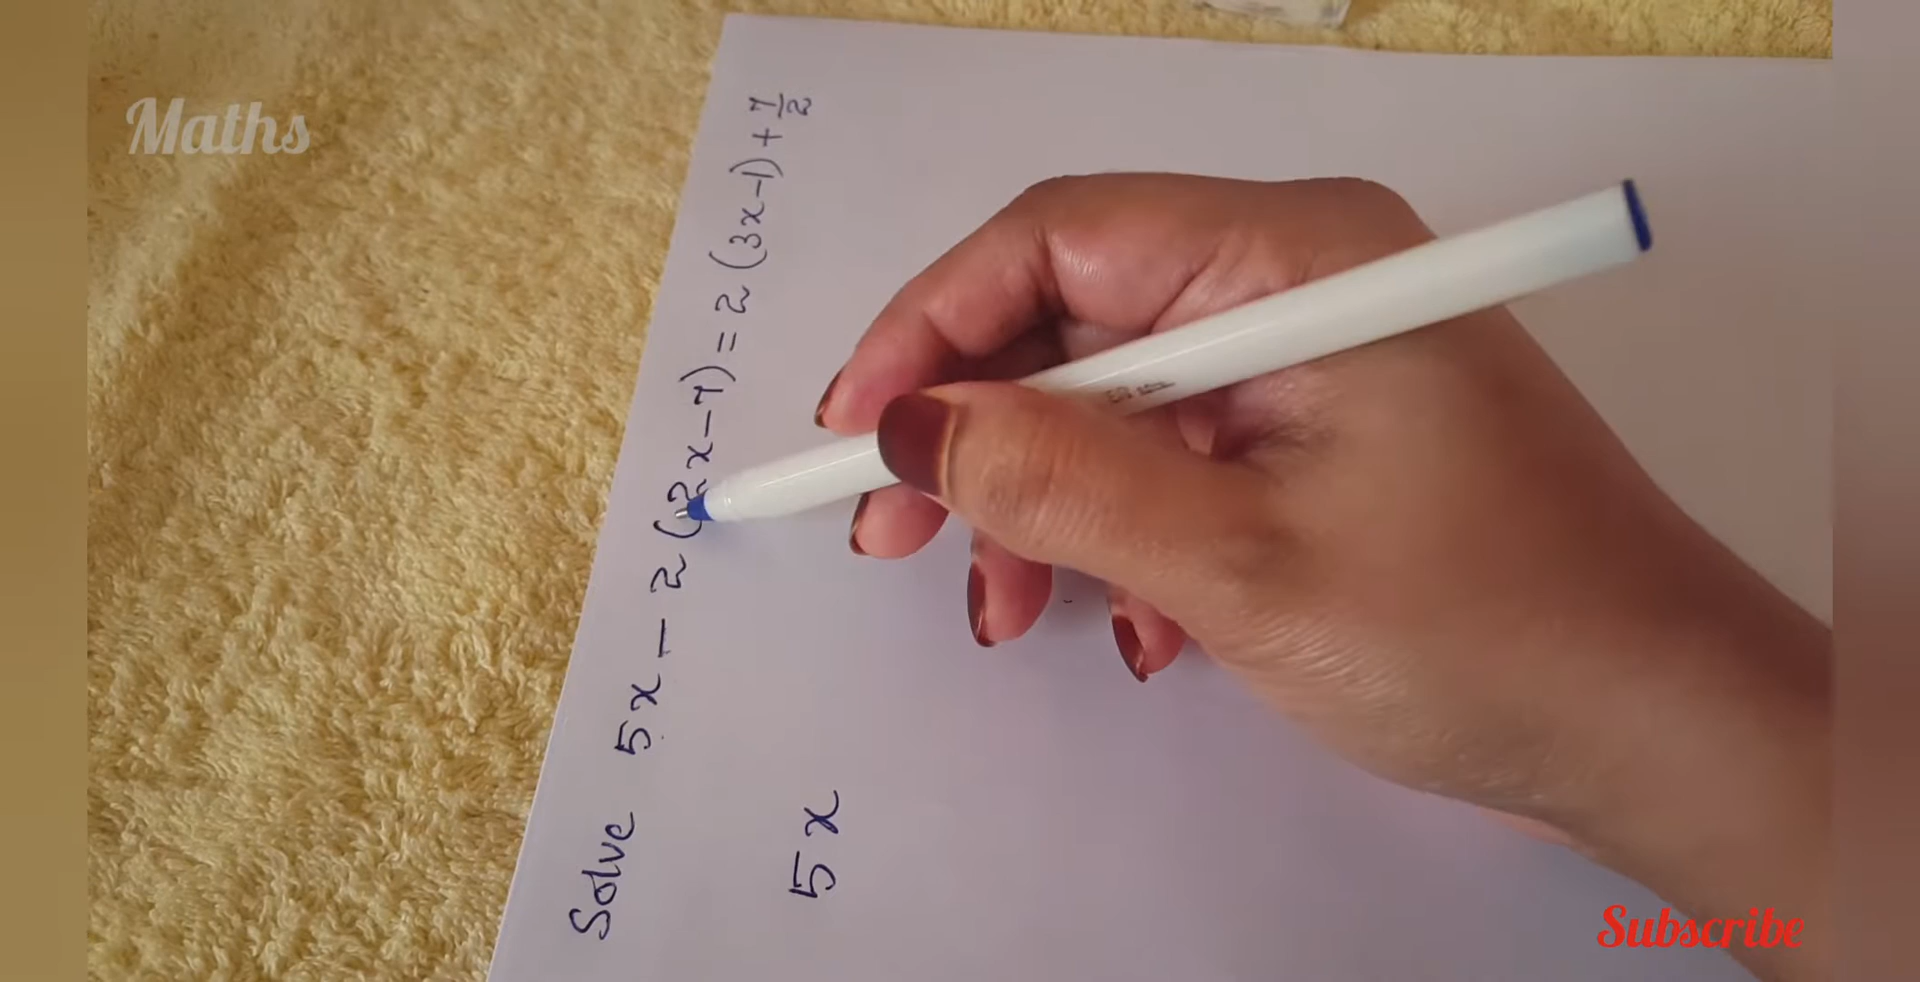 Maths
Solve 5x - 2(2x - 7) = 2(3x - 1) + 7/2
5x
Subscribe